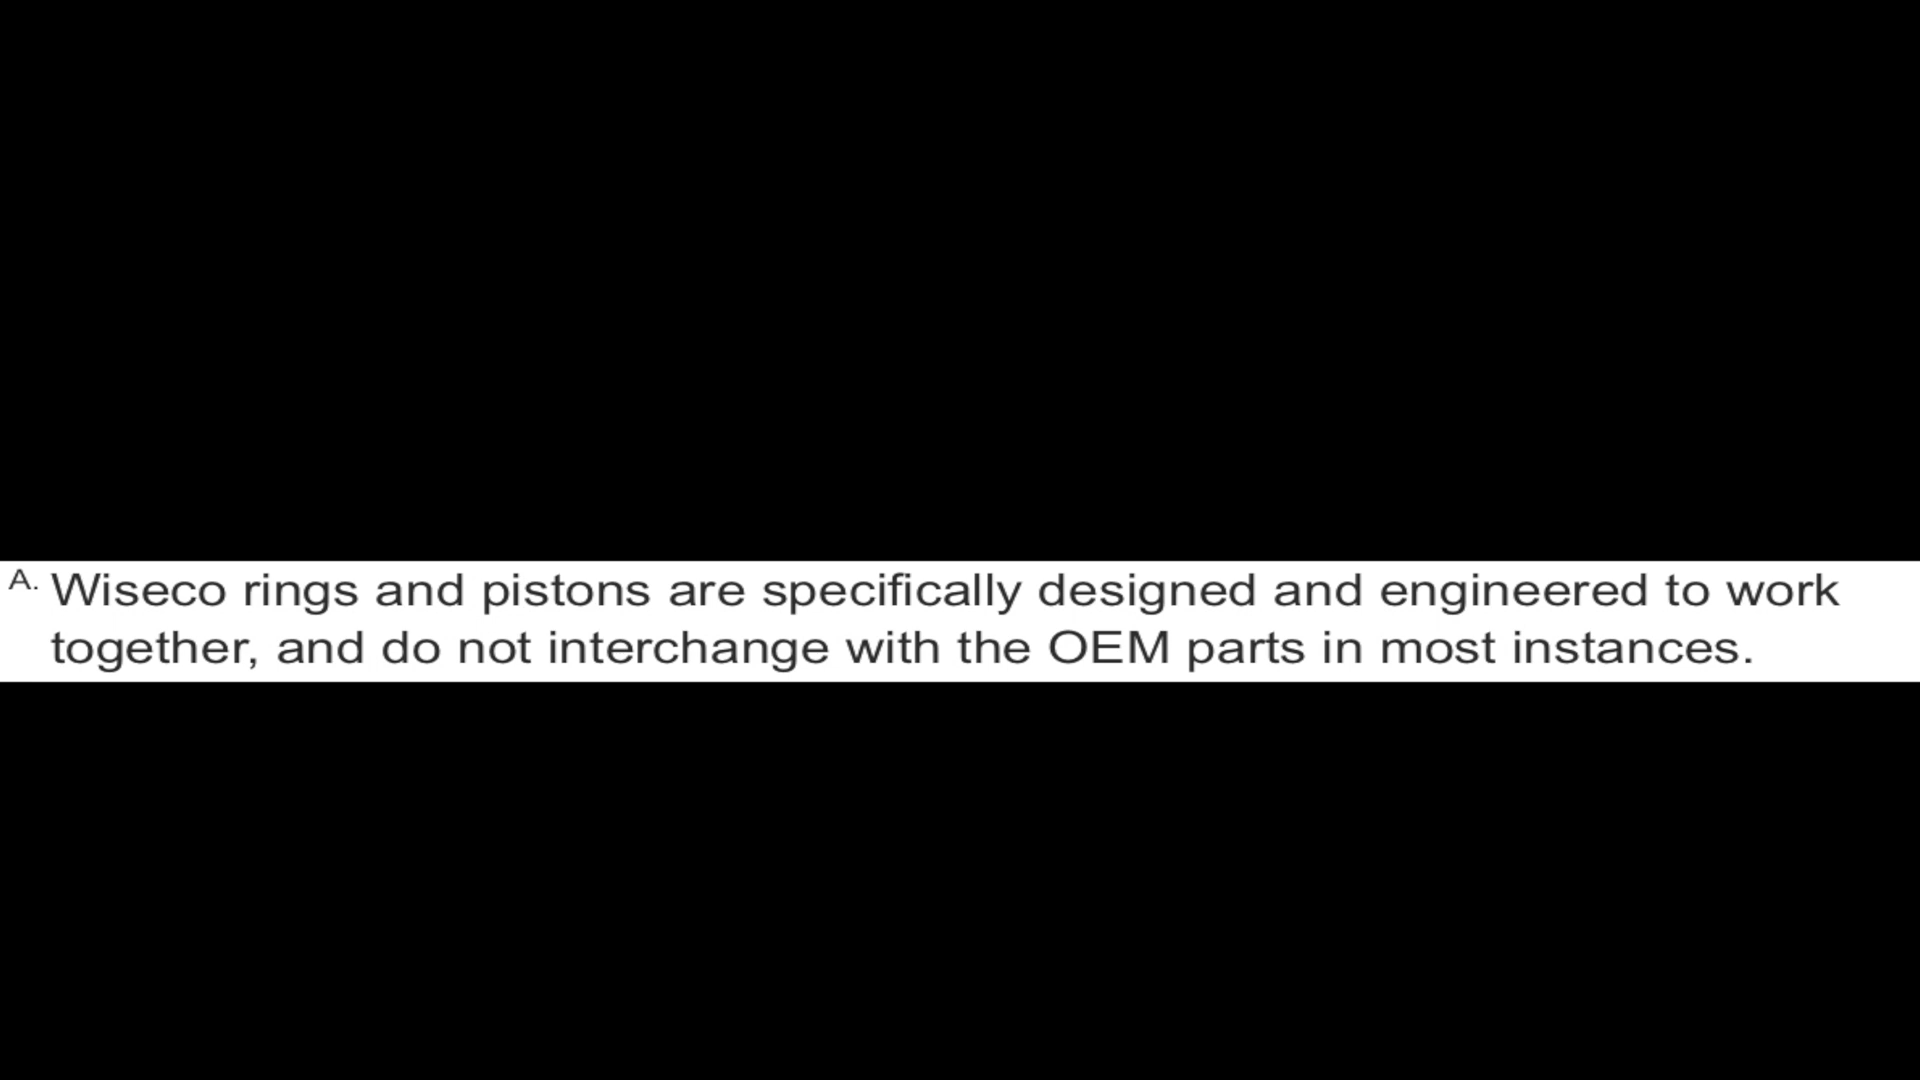 A. Wiseco rings and pistons are specifically designed and engineered to work
together, and do not interchange with the OEM parts in most instances.